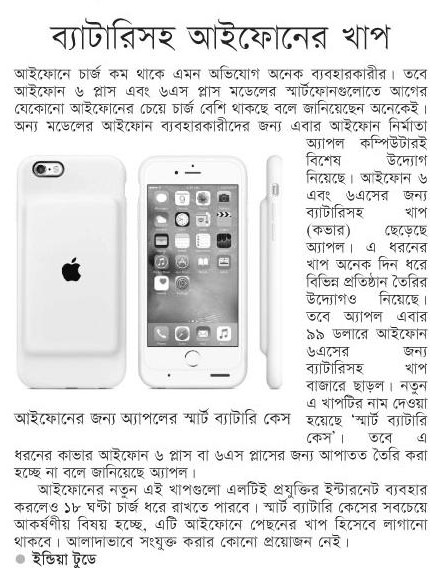 ব্যাটারিসহ আইফোনের খাপ
আইফোনে চার্জ কম থাকে এমন অভিযোগ অনেক ব্যবহারকারীর। তবে
আইফোন ৬ প্লাস এবং ৬এস প্লাস মডেলের স্মার্টফোনগুলোতে আগের
যেকোনো আইফোনের চেয়ে চার্জ বেশি থাকছে বলে জানিয়েছেন অনেকেই।
অন্য মডেলের আইফোন ব্যবহারকারীদের জন্য এবার আইফোন নির্মাতা
অ্যাপল কম্পিউটারই
বিশেষ উদ্যোগ
নিয়েছে। আইফোন ৬
এবং ৬এসের জন্য
ব্যাটারিসহ খাপ
(কভার) ছেড়েছে
অ্যাপল। এ ধরনের
খাপ অনেক দিন ধরে
বিভিন্ন প্রতিষ্ঠান তৈরির
উদ্যোগও নিয়েছে।
তবে অ্যাপল এবার
৯৯ ডলারে আইফোন
৬এসের জন্য
ব্যাটারিসহ খাপ
বাজারে ছাড়ল। নতুন
এ খাপটির নাম দেওয়া
হয়েছে ‘স্মার্ট ব্যাটারি
কেস’। তবে এ
ধরনের কাভার আইফোন ৬ প্লাস বা ৬এস প্লাসের জন্য আপাতত তৈরি করা
হচ্ছে না বলে জানিয়েছে অ্যাপল।
আইফোনের নতুন এই খাপগুলো এলটিই প্রযুক্তির ইন্টারনেট ব্যবহার
করলেও ১৮ ঘণ্টা চার্জ ধরে রাখতে পারবে। স্মার্ট ব্যাটারি কেসের সবচেয়ে
আকর্ষণীয় বিষয় হচ্ছে, এটি আইফোনে পেছনের খাপ হিসেবে লাগানো
থাকবে। আলাদাভাবে সংযুক্ত করার কোনো প্রয়োজন নেই।
● ইন্ডিয়া টুডে
আইফোনের জন্য অ্যাপলের স্মার্ট ব্যাটারি কেস